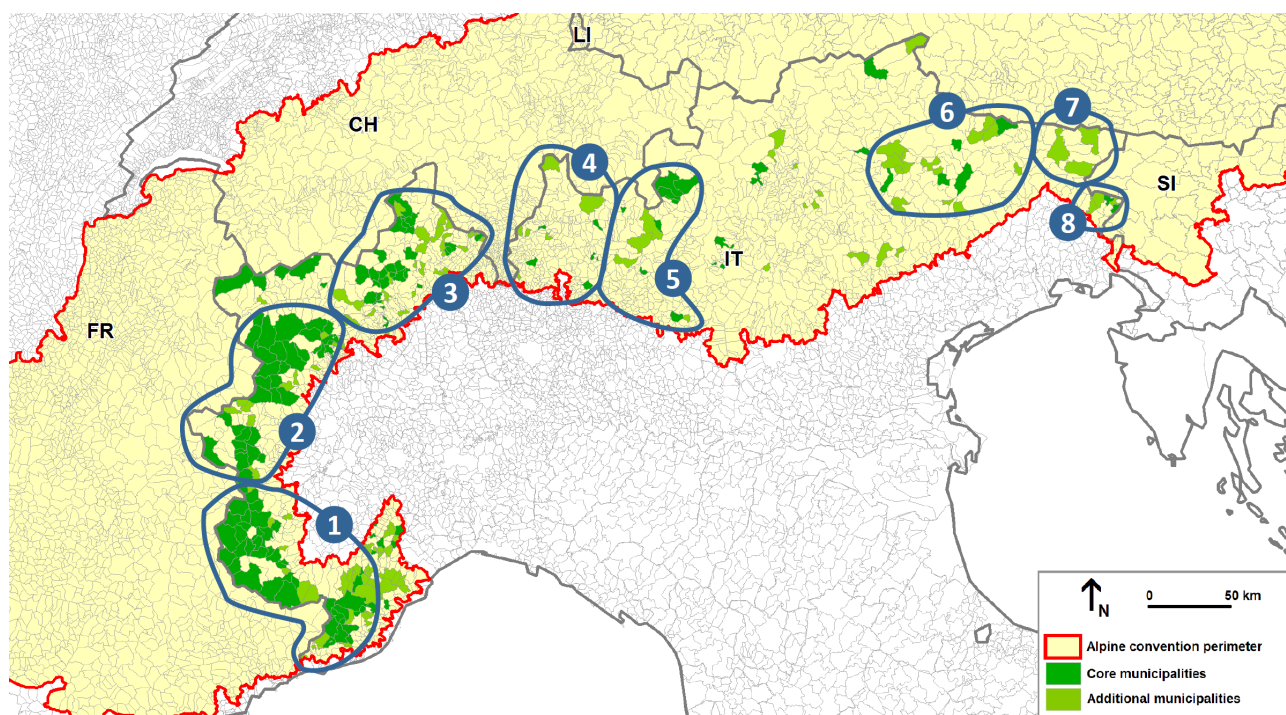 LI
CH
6
7
4
SI
8
IT
5
3
FR
2
1
N
0 50 km
Alpine convention perimeter
Core municipalities
Additional municipalities